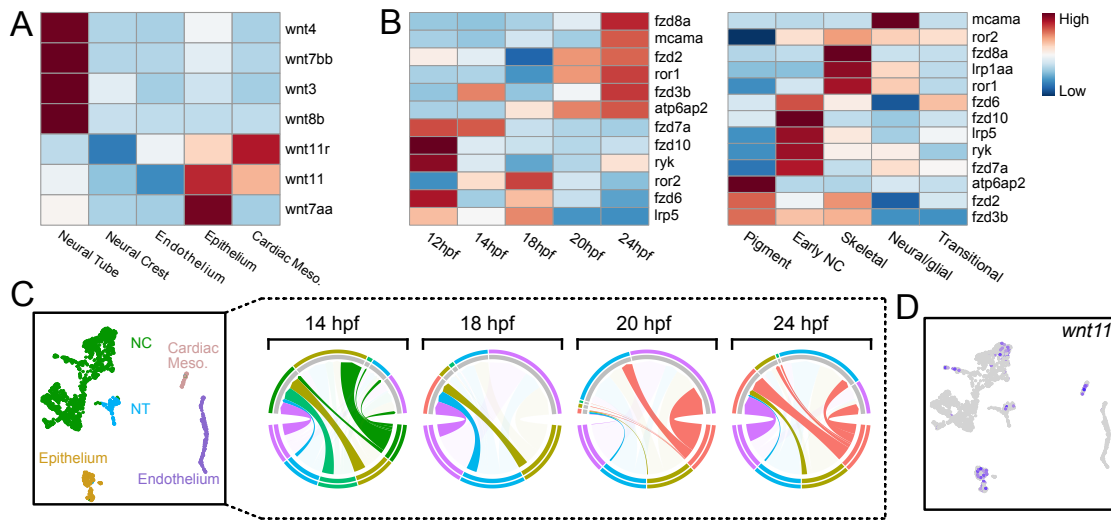 A
wnt4
wnt7bb
wnt3
wnt8b
wnt11r
wnt11
wnt7aa
Neural Tube
Neural Crest
Endothelium
Epithelium
Cardiac Meso.
B
fzd8a
mcama
fzd2
ror1
fzd3b
atp6ap2
fzd7a
fzd10
ryk
ror2
fzd6
lrp5
12hpf
14hpf
18hpf
20hpf
24hpf
mcama
ror2
fzd8a
lrp1aa
ror1
fzd6
fzd10
lrp5
ryk
fzd7a
atp6ap2
fzd2
fzd3b
Pigment
Early NC
Skeletal
Neural/glial
Transitional
High
Low
C
NC
Cardiac
Meso.
NT
Epithelium
Endothelium
14 hpf
18 hpf
20 hpf
24 hpf
D
wnt11